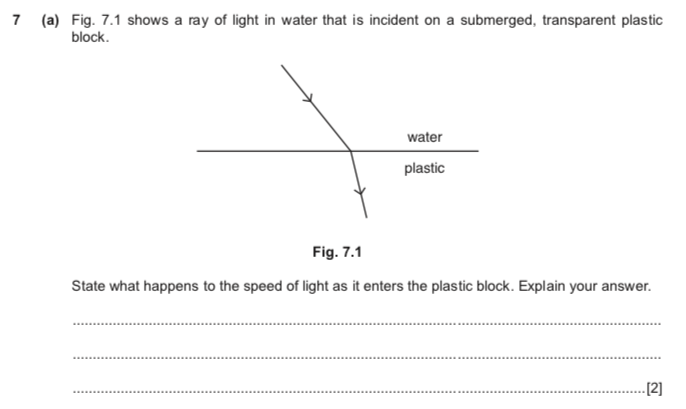 7 (a) Fig. 7.1 shows a ray of light in water that is incident on a submerged, transparent plastic
block.
water
plastic
Fig. 7.1
State what happens to the speed of light as it enters the plastic block. Explain your answer.
[2]